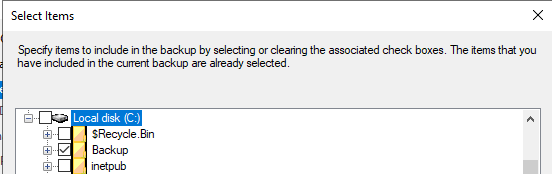 Select Items
Specify items to include in the backup by selecting or clearing the associated check boxes. The items that you
have included in the current backup are already selected.
Local disk (C:)
$Recycle.Bin
Backup
inetpub